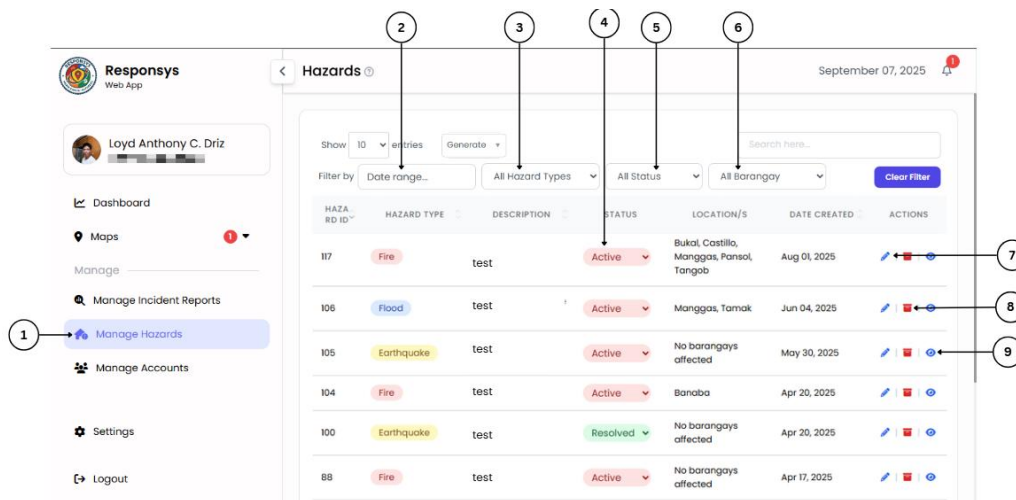 2 3 4 5 6
Responsys
Web App
Hazards
September 07, 2025
1
Loyd Anthony C. Driz
Show 10 entries Generate Search here...
Filter by Date range... All Hazard Types All Status All Barangay Clear Filter
Dashboard
Maps 1
Manage
Manage Incident Reports
1 Manage Hazards
Manage Accounts
Settings
Logout
HAZA
RD ID HAZARD TYPE DESCRIPTION STATUS LOCATION/S DATE CREATED ACTIONS
117 Fire test Active Bukal, Castillo,
Manggas, Pansol,
Tangob
Aug 01, 2025 7
106 Flood test Active Manggas, Tamak Jun 04, 2025 8
105 Earthquake test Active No barangays
affected
May 30, 2025 9
104 Fire test Active Banaba Apr 20, 2025
100 Earthquake test Resolved No barangays
affected
Apr 20, 2025
88 Fire test Active No barangays
affected
Apr 17, 2025